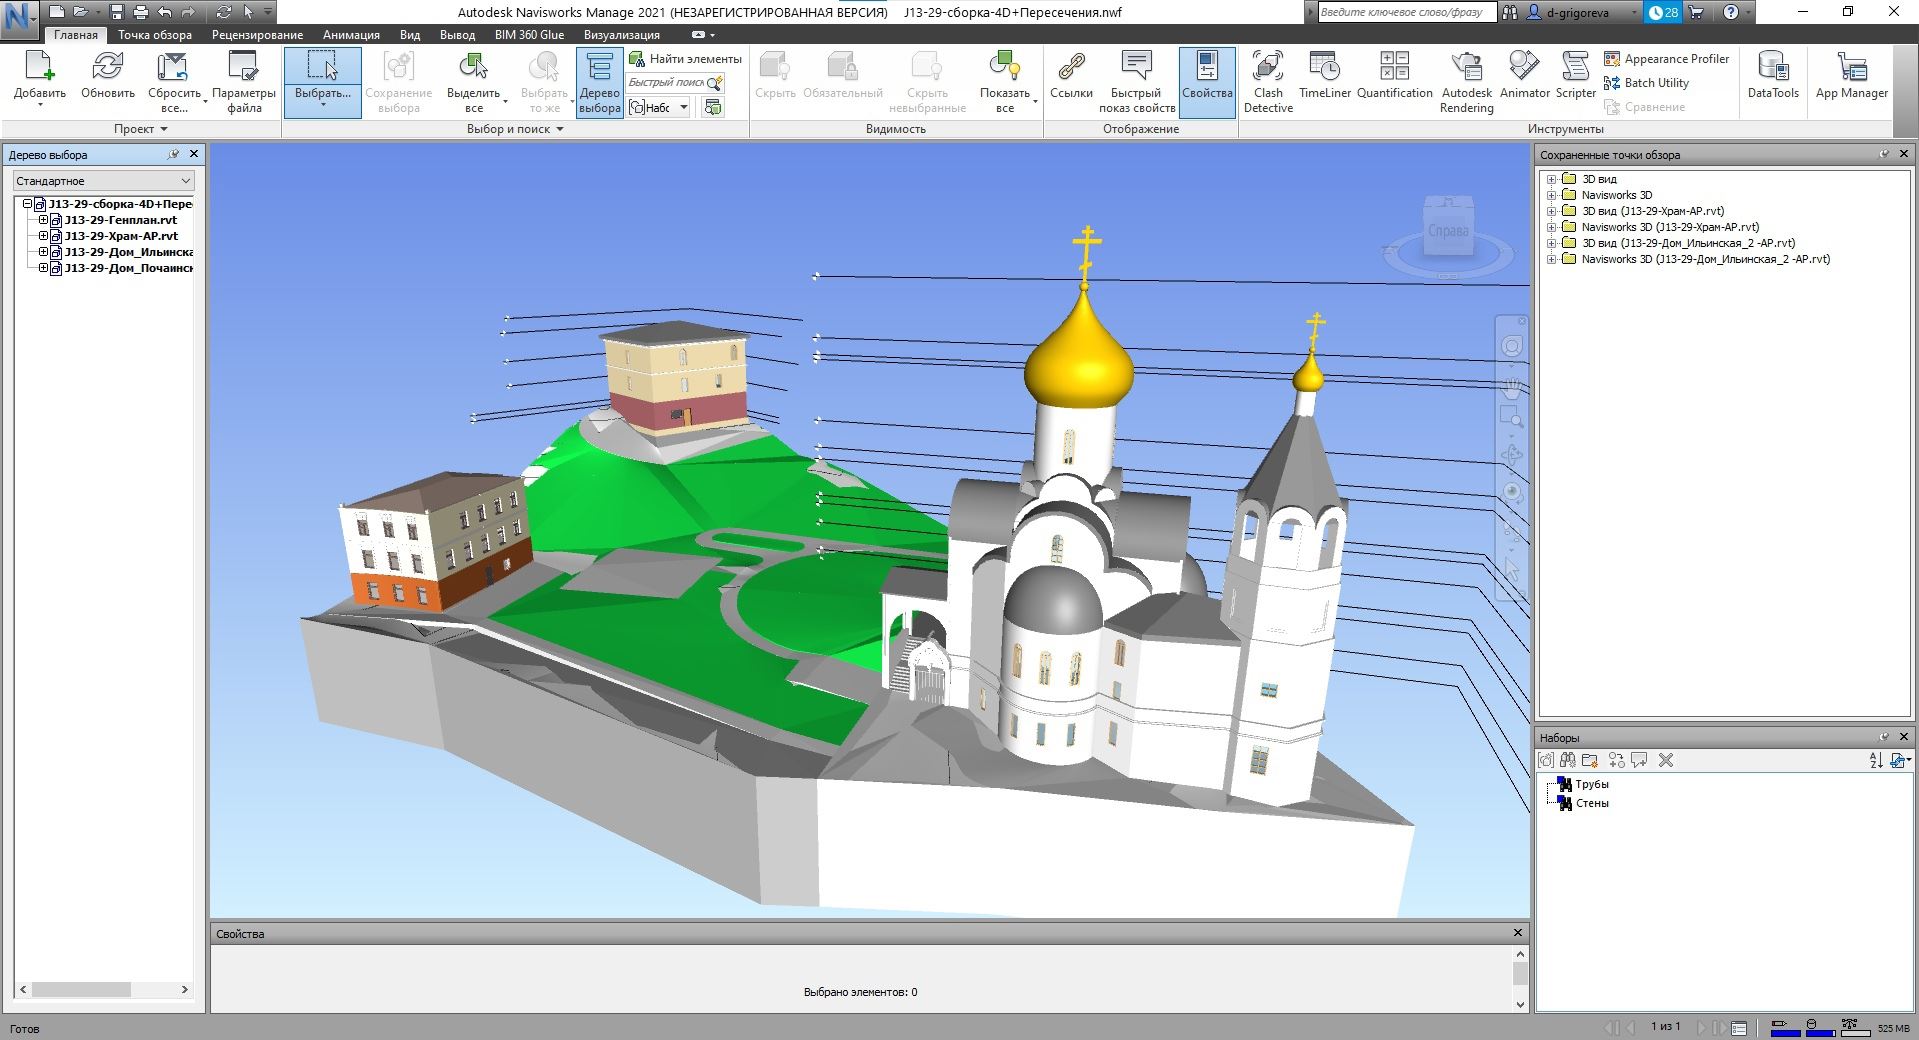 Autodesk Navisworks Manage 2021 (НЕЗАРЕГИСТРИРОВАННАЯ ВЕРСИЯ) J13-29-сборка-4D+Пересечения.nwf
Введите ключевое слово/фразу
d-grigoreva
28
Главная Точка обзора Рецензирование Анимация Вид Вывод BIM 360 Glue Визуализация
Добавить
Обновить
Сбросить все...
Параметры файла
Проект
Выбрать...
Сохранение выбора
Выделить все
Выбрать то же
Дерево выбора
Найти элементы
Быстрый поиск
Выбор и поиск
Скрыть
Обязательный
Скрыть невыбранные
Показать все
Видимость
Ссылки
Быстрый показ свойств
Свойства
Отображение
Clash Detective
TimeLiner
Quantification
Autodesk Rendering
Animator
Scripter
Appearance Profiler
Batch Utility
Сравнение
Инструменты
DataTools
App Manager
Дерево выбора
Стандартное
J13-29-сборка-4D+Пере
J13-29-Генплан.rvt
J13-29-Храм-АР.rvt
J13-29-Дом_Ильинска
J13-29-Дом_Почаинск
Справа
Сохраненные точки обзора
3D вид
Navisworks 3D
3D вид (J13-29-Храм-АР.rvt)
Navisworks 3D (J13-29-Храм-АР.rvt)
3D вид (J13-29-Дом_Ильинская_2 -АР.rvt)
Navisworks 3D (J13-29-Дом_Ильинская_2 -АР.rvt)
Наборы
Трубы
Стены
Свойства
Выбрано элементов: 0
Готов
1 из 1
525 MB